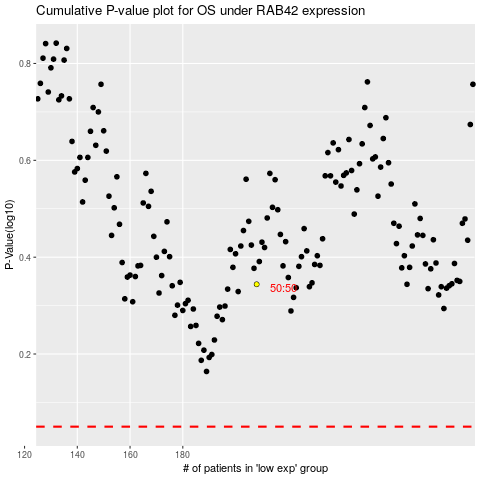 Cumulative P-value plot for OS under RAB42 expression
P-Value(log10)
0.8
0.6
0.4
0.2
50:50
120 140 160 180
# of patients in 'low exp' group